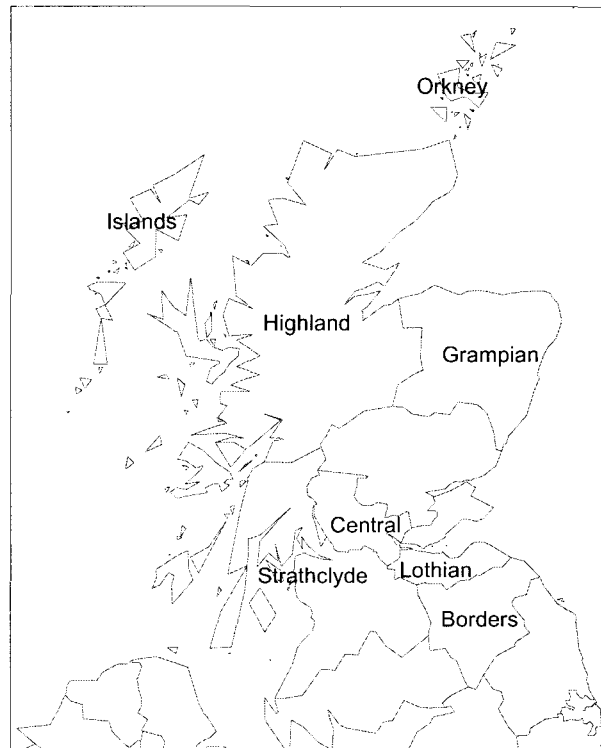 Orkney
Islands
Highland
Grampian
Central
Strathclyde
Lothian
Borders